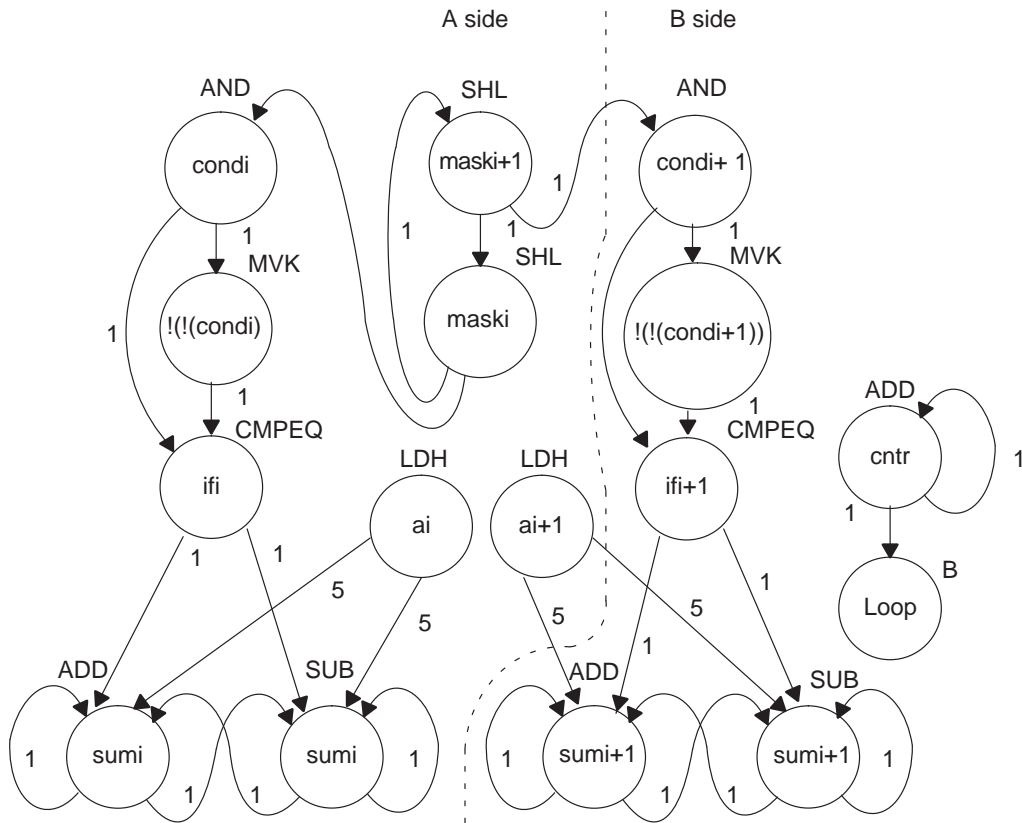 A side
B side
AND
SHL
AND
condi
maski+1
condi+ 1
1
1
1
1
1
MVK
SHL
MVK
!(!(condi)
maski
!(!(condi+1))
1
1
1
ADD
CMPEQ
CMPEQ
LDH
LDH
cntr
1
ifi
ai
ai+1
ifi+1
1
1
1
B
5
5
1
Loop
5
5
1
ADD
SUB
ADD
SUB
sumi
sumi
sumi+1
sumi+1
1
1
1
1
1
1
1
1